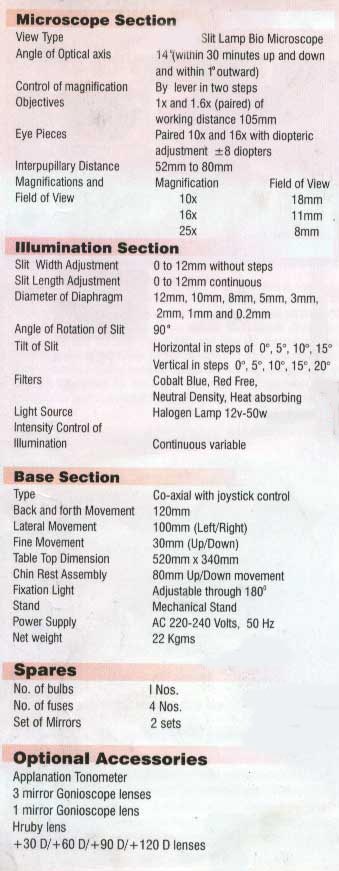 Microscope Section
View Type Slit Lamp Bio Microscope
Angle of Optical axis 14°(within 30 minutes up and down
and within 1° outward)
Control of magnification By lever in two steps
Objectives 1x and 1.6x (paired) of
working distance 105mm
Eye Pieces Paired 10x and 16x with diopteric
adjustment ±8 diopters
Interpupillary Distance 52mm to 80mm
Magnifications and Magnification Field of View
Field of View 10x 18mm
16x 11mm
25x 8mm
Illumination Section
Slit Width Adjustment 0 to 12mm without steps
Slit Length Adjustment 0 to 12mm continuous
Diameter of Diaphragm 12mm, 10mm, 8mm, 5mm, 3mm,
2mm, 1mm and 0.2mm
Angle of Rotation of Slit 90°
Tilt of Slit Horizontal in steps of 0°, 5°, 10°, 15°
Vertical in steps 0°, 5°, 10°, 15°, 20°
Filters Cobalt Blue, Red Free,
Neutral Density, Heat absorbing
Light Source Halogen Lamp 12v-50w
Intensity Control of
Illumination Continuous variable
Base Section
Type Co-axial with joystick control
Back and forth Movement 120mm
Lateral Movement 100mm (Left/Right)
Fine Movement 30mm (Up/Down)
Table Top Dimension 520mm x 340mm
Chin Rest Assembly 80mm Up/Down movement
Fixation Light Adjustable through 180°
Stand Mechanical Stand
Power Supply AC 220-240 Volts, 50 Hz
Net weight 22 Kgms
Spares
No. of bulbs I Nos.
No. of fuses 4 Nos.
Set of Mirrors 2 sets
Optional Accessories
Applanation Tonometer
3 mirror Gonioscope lenses
1 mirror Gonioscope lens
Hruby lens
+30 D/+60 D/+90 D/+120 D lenses